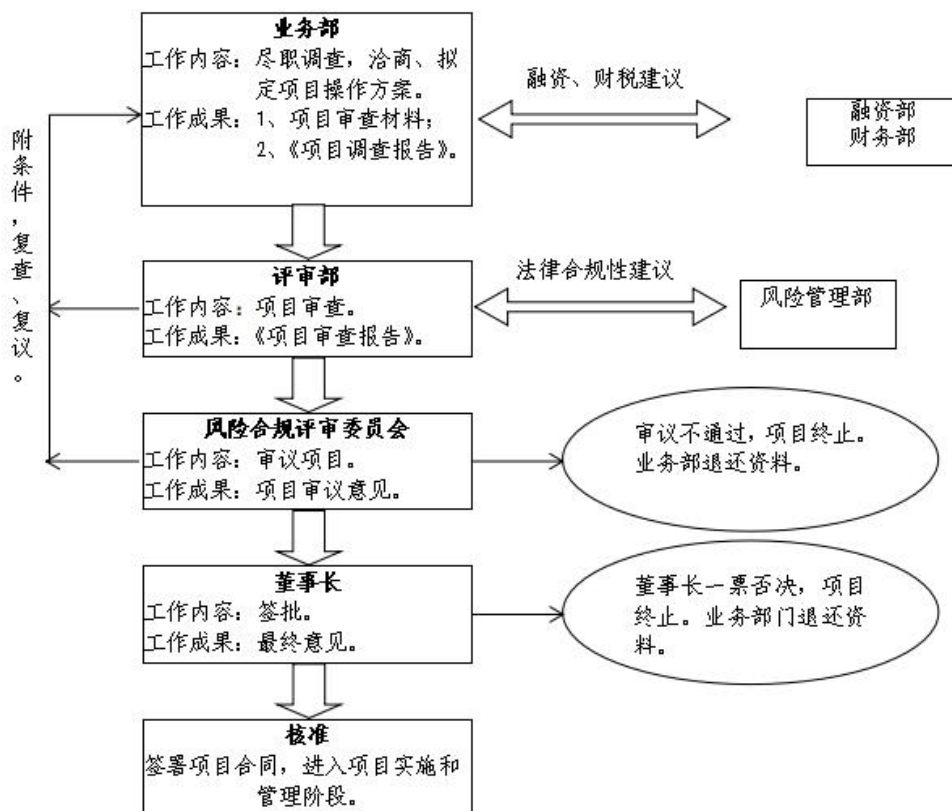 业务部
工作内容：尽职调查，洽商、拟
定项目操作方案。
工作成果：1、项目审查材料；
2、《项目调查报告》。
融资、财税建议
融资部
财务部
附条件，复查、复议。
评审部
工作内容：项目审查。
工作成果：《项目审查报告》。
法律合规性建议
风险管理部
风险合规评审委员会
工作内容：审议项目。
工作成果：项目审议意见。
审议不通过，项目终止。
业务部退还资料。
董事长
工作内容：签批。
工作成果：最终意见。
董事长一票否决，项目
终止。业务部门退还资
料。
核准
签署项目合同，进入项目实施和
管理阶段。